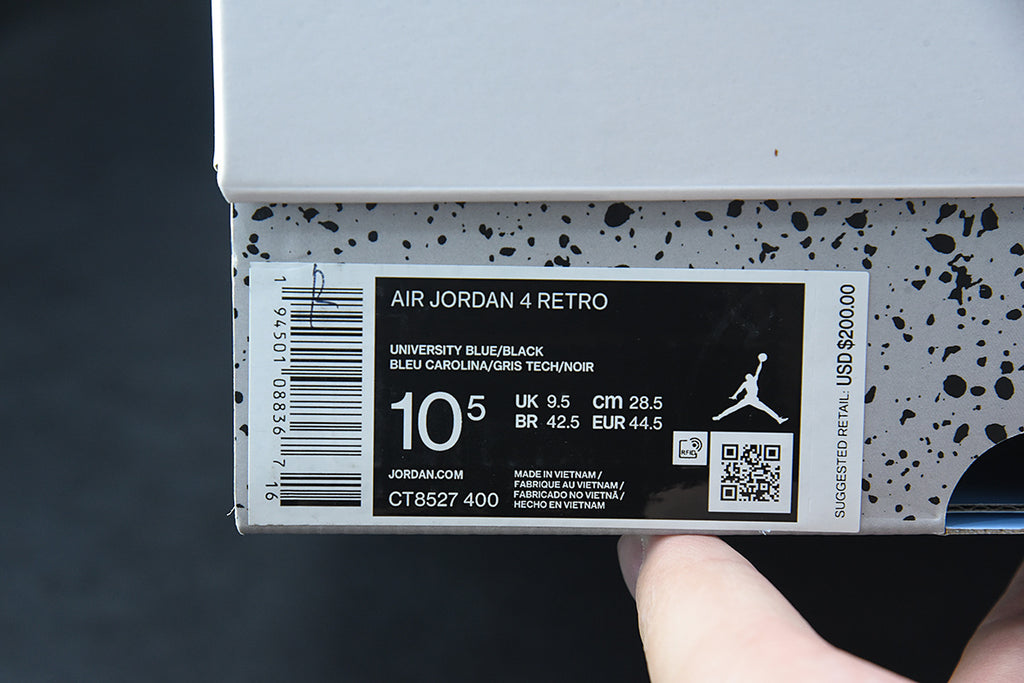 AIR JORDAN 4 RETRO
UNIVERSITY BLUE/BLACK
BLEU CAROLINA/GRIS TECH/NOIR
10 5
UK 9.5 cm 28.5
BR 42.5 EUR 44.5
JORDAN.COM
CT8527 400
MADE IN VIETNAM /
FABRIQUE AU VIETNAM /
FABRICADO NO VIETNÃ /
HECHO EN VIETNAM
RFID
SUGGESTED RETAIL: USD $200.00
1 94501 08836 7 16